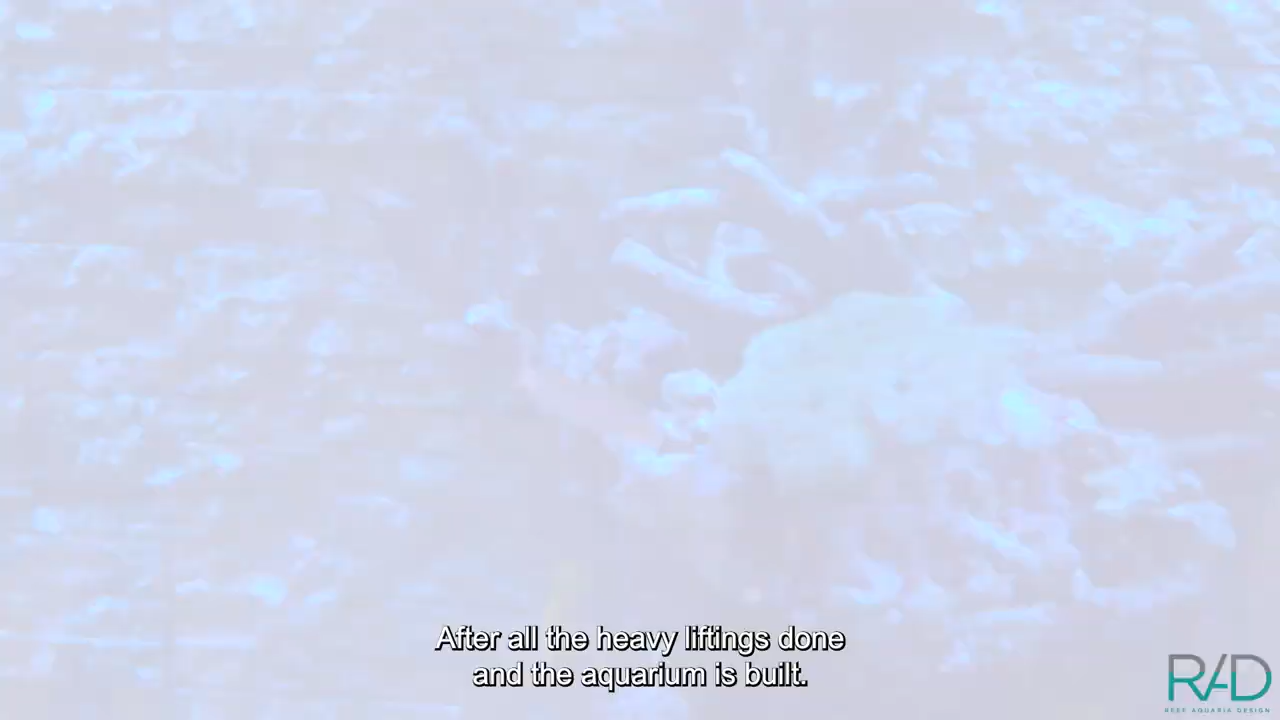 After all the heavy liftings done
and the aquarium is built.
RAD
REEF AQUARIA DESIGN